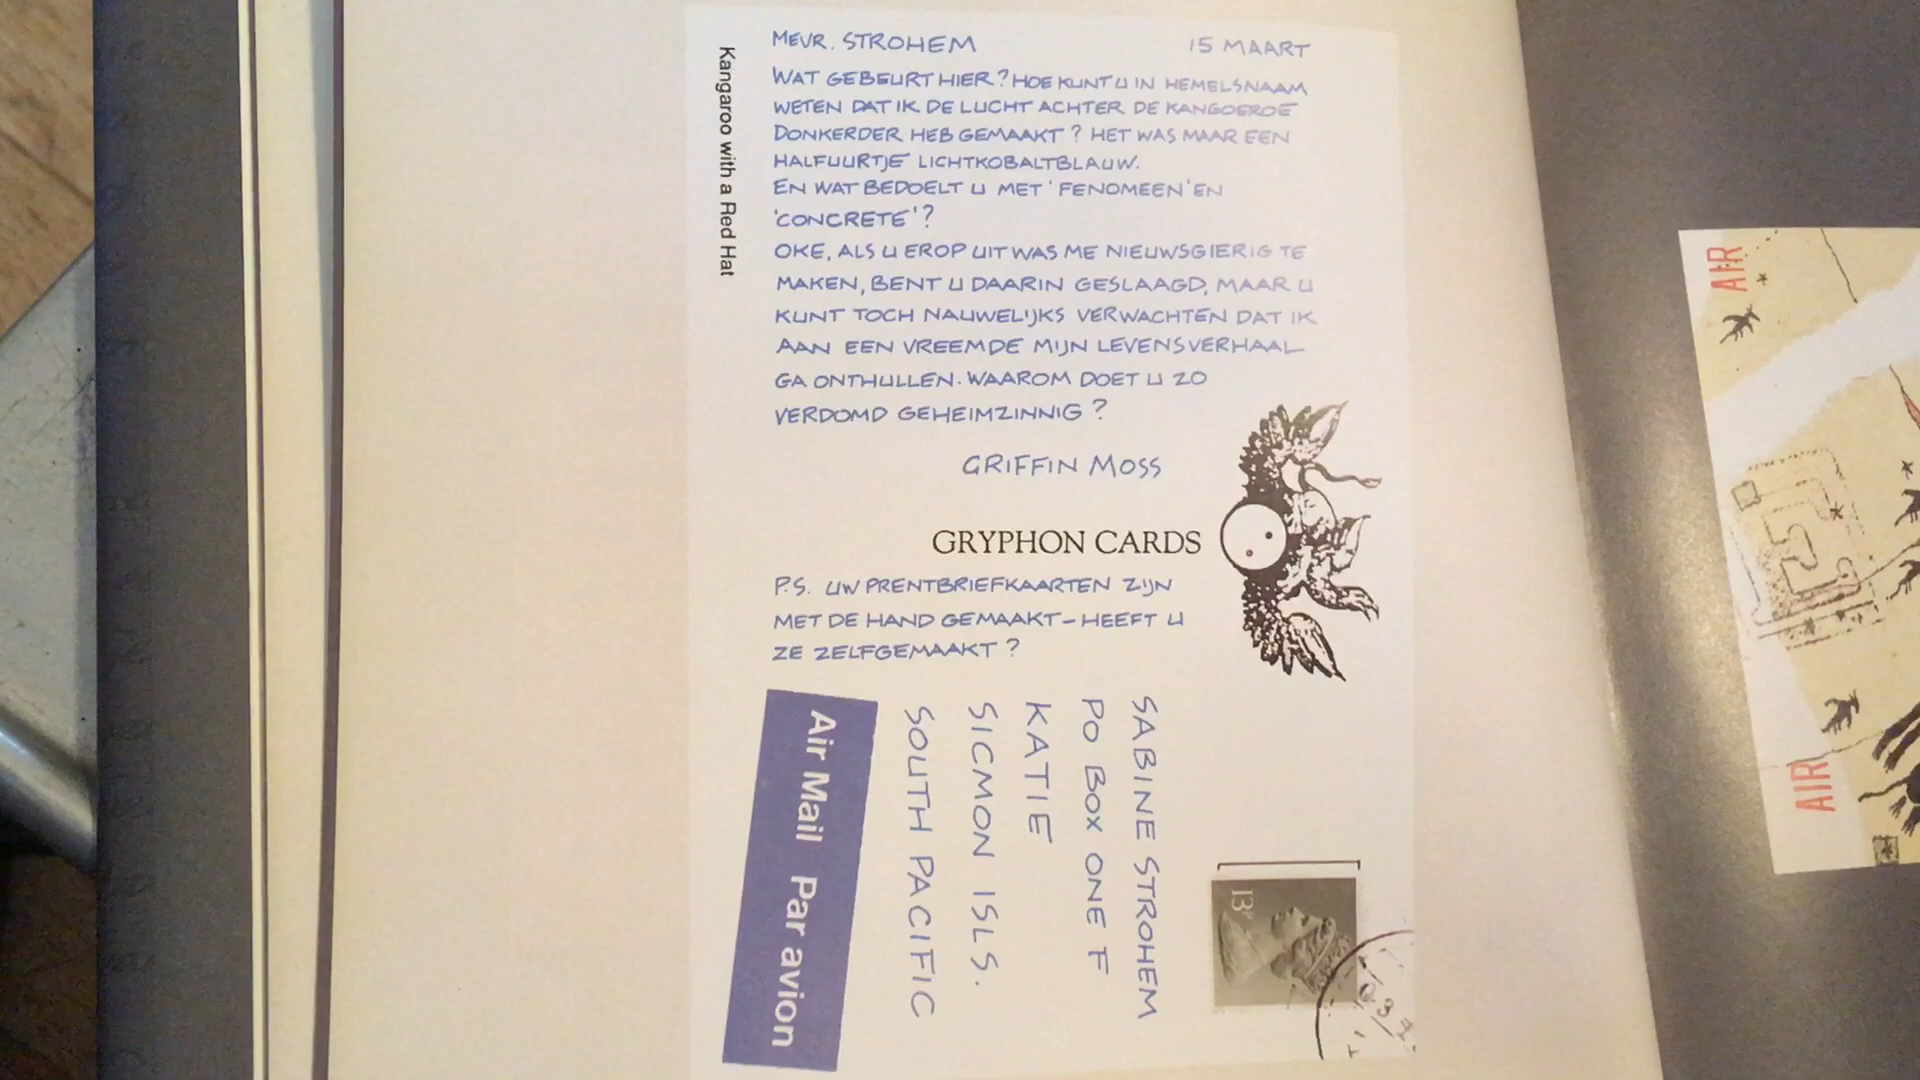 MEVR. STROHEM 15 MAART
WAT GEBEURT HIER? HOE KUNT U IN HEMELSNAAM
WETEN DAT IK DE LUCHT ACHTER DE KANGOEROE
DONKERDER HEB GEMAAKT? HET WAS MAAR EEN
HALFUURTJE LICHTKOBALTBLAUW.
EN WAT BEDOELT U MET 'FENOMEEN' EN
'CONCRETE'?
OKE, ALS U EROP UIT WAS ME NIEUWSGIERIG TE
MAKEN, BENT U DAARIN GESLAAGD, MAAR U
KUNT TOCH NAUWELIJKS VERWACHTEN DAT IK
AAN EEN VREEMDE MIJN LEVENSVERHAAL
GA ONTHULLEN. WAAROM DOET U ZO
VERDOMD GEHEIMZINNIG?
GRIFFIN MOSS
GRYPHON CARDS
P.S. UW PRENTBRIEFKAARTEN ZIJN
MET DE HAND GEMAAKT – HEEFT U
ZE ZELFGEMAAKT?
Kangaroo with a Red Hat
SABINE STROHEM
PO BOX ONE F
KATIE
SICMON ISLS.
SOUTH PACIFIC
Air Mail Par avion
13P
AIR
AIR